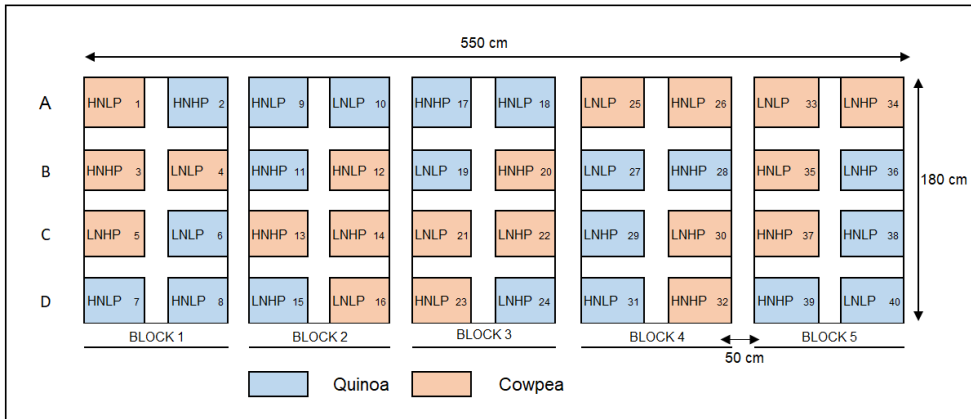 550 cm
A HNLP 1 HNHP 2 HNLP 9 LNLP 10 HNHP 17 HNLP 18 LNLP 25 HNHP 26 LNLP 33 LNHP 34
B HNHP 3 LNLP 4 HNHP 11 HNLP 12 LNLP 19 HNHP 20 LNLP 27 HNHP 28 HNLP 35 LNHP 36
180 cm
C LNHP 5 LNLP 6 HNHP 13 LNHP 14 LNLP 21 LNHP 22 LNHP 29 LNLP 30 HNHP 37 HNLP 38
D HNLP 7 HNLP 8 LNHP 15 LNLP 16 HNLP 23 LNHP 24 HNLP 31 HNHP 32 HNHP 39 LNLP 40
BLOCK 1 BLOCK 2 BLOCK 3 BLOCK 4 BLOCK 5
50 cm
Quinoa Cowpea